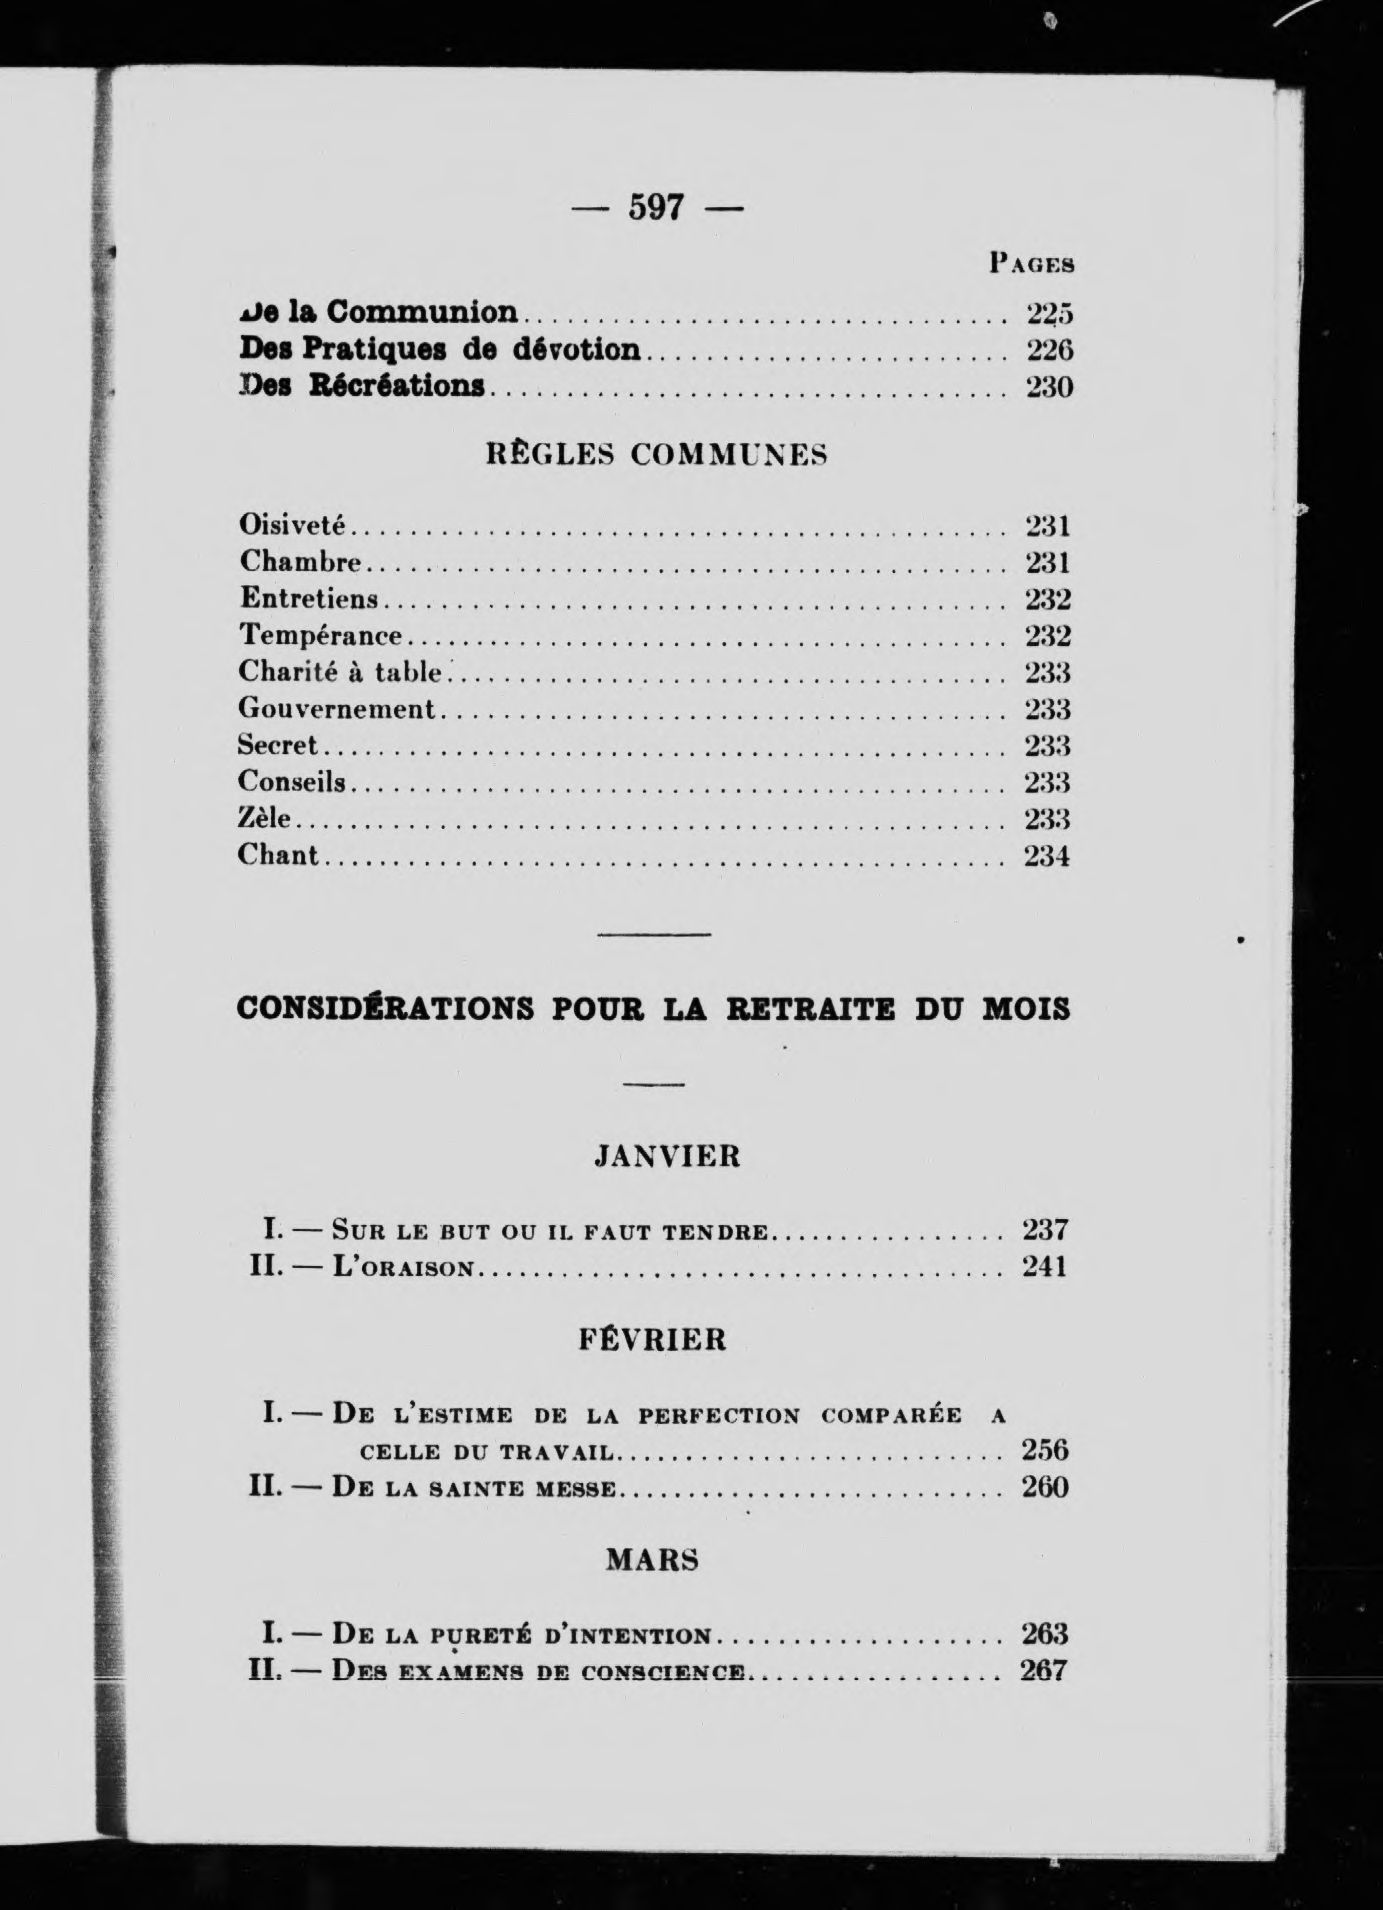 — 597 —
PAGES
De la Communion................................ 225
Des Pratiques de dévotion........................ 226
Des Récréations.................................. 230
RÈGLES COMMUNES
Oisiveté............................................ 231
Chambre........................................... 231
Entretiens.......................................... 232
Tempérance........................................ 232
Charité à table..................................... 233
Gouvernement..................................... 233
Secret.............................................. 233
Conseils............................................ 233
Zèle................................................ 233
Chant.............................................. 234
CONSIDÉRATIONS POUR LA RETRAITE DU MOIS
JANVIER
I. — SUR LE BUT OU IL FAUT TENDRE................ 237
II. — L'ORAISON................................... 241
FÉVRIER
I. — DE L'ESTIME DE LA PERFECTION COMPARÉE A
CELLE DU TRAVAIL.......................... 256
II. — DE LA SAINTE MESSE.......................... 260
MARS
I. — DE LA PURETÉ D'INTENTION.................... 263
II. — DES EXAMENS DE CONSCIENCE................. 267